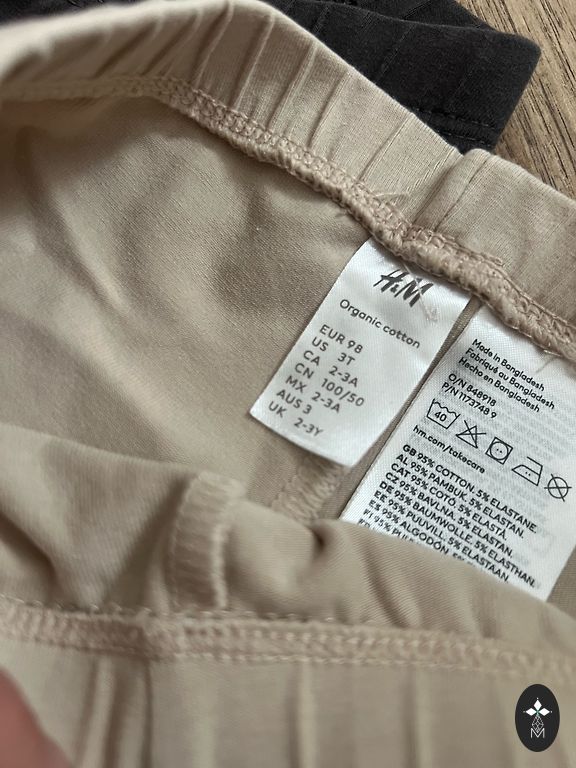 H&M
Organic cotton
EUR 98
US 3T
CA 2-3A
CN 100/50
MX 2-3A
AUS 3
UK 2-3Y
Made in Bangladesh
Fabriqué au Bangladesh
Hecho en Bangladesh
O/N 848918
P/N 1173748 9
40
hm.com/takecare
GB 95% COTTON, 5% ELASTANE.
AL 95% PAMBUK, 5% ELASTAN.
CAT 95% COTÓ, 5% ELASTÀ.
CZ 95% BAVLNA, 5% ELASTAN.
DE 95% BAUMWOLLE, 5% ELASTHAN.
EE 95% PUUVILL, 5% ELASTAAN.
ES 95% ALGODÓN, 5%